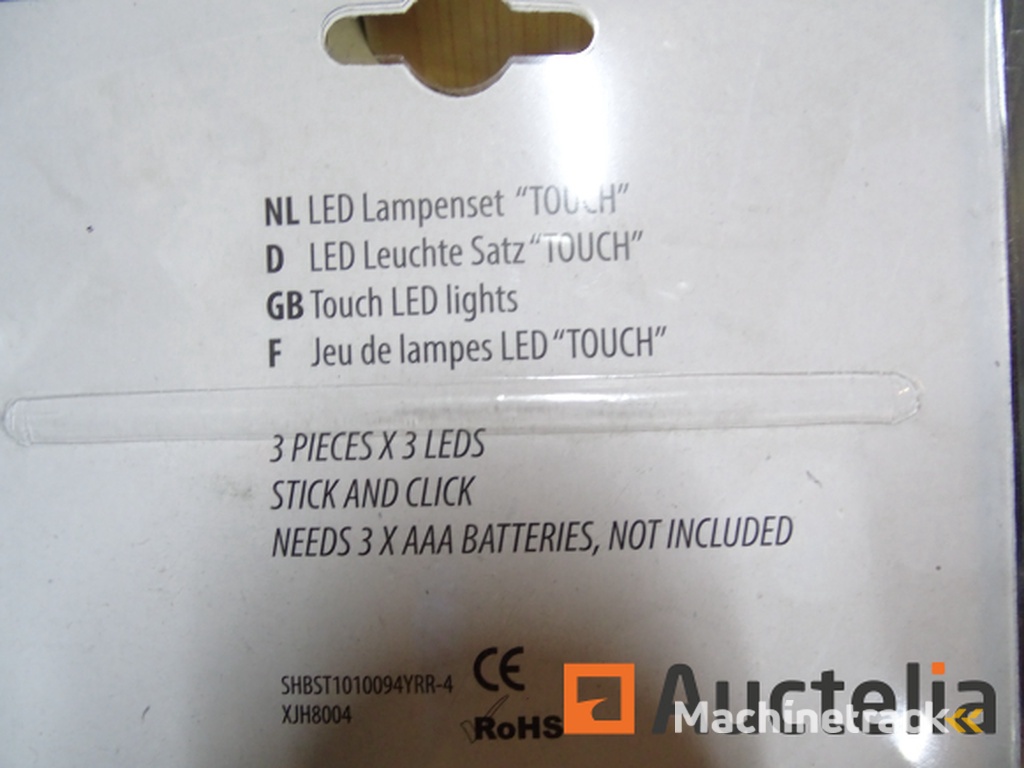 NL LED Lampenset "TOUCH"
D LED Leuchte Satz "TOUCH"
GB Touch LED lights
F Jeu de lampes LED "TOUCH"
3 PIECES X 3 LEDS
STICK AND CLICK
NEEDS 3 X AAA BATTERIES, NOT INCLUDED
SHBST1010094YRR-4
XJH8004
CE
RoHS
Auctelia
Machinetrack